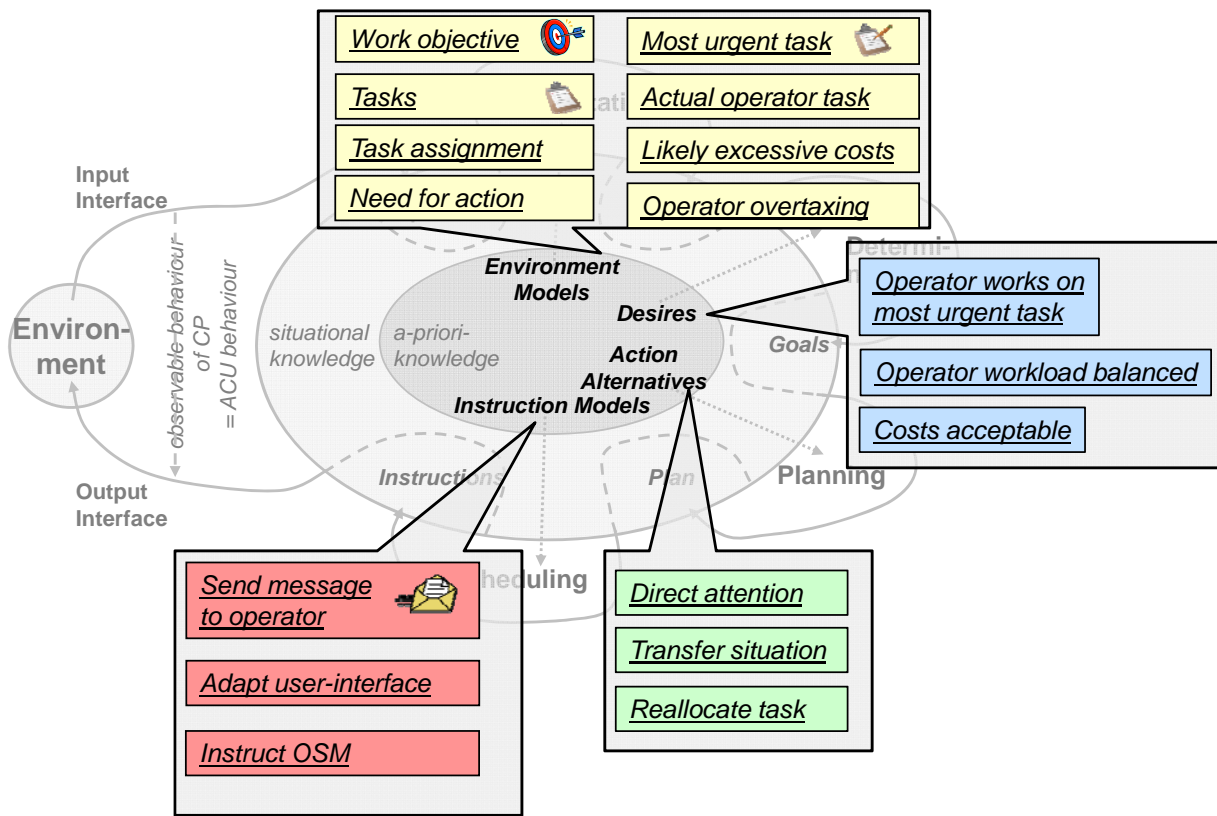 Work objective
Most urgent task
Tasks
Actual operator task
Task assignment
Likely excessive costs
Need for action
Operator overtaxing
Input
Interface
Environment
Models
Desires
Operator works on
most urgent task
Operator workload balanced
Costs acceptable
Environ-
ment
observable behaviour
of CP
= ACU behaviour
situational
knowledge
a-priori-
knowledge
Goals
Action
Alternatives
Instruction Models
Determi-
Instructions
Plan
Planning
Output
Interface
Send message
to operator
Adapt user-interface
Instruct OSM
heduling
Direct attention
Transfer situation
Reallocate task